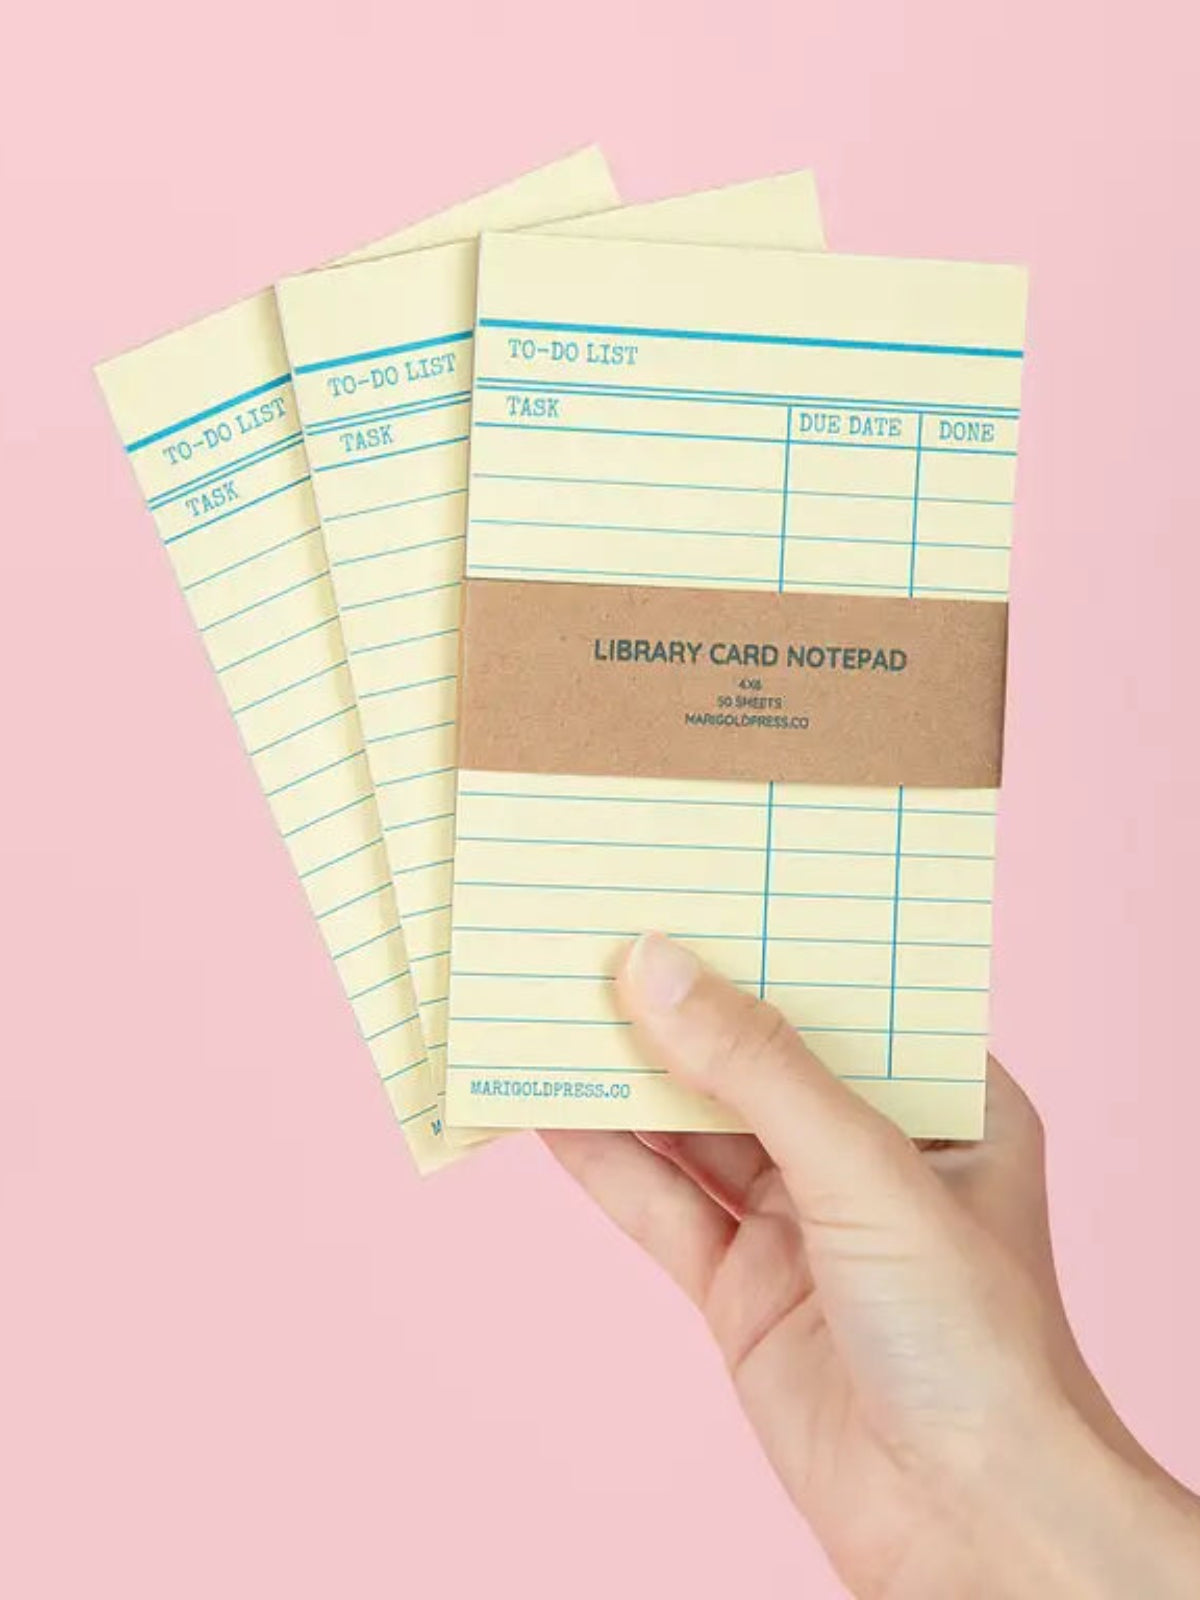 TO-DO LIST
TASK
TO-DO LIST
TASK
TO-DO LIST
TASK DUE DATE DONE
LIBRARY CARD NOTEPAD
4X6
50 SHEETS
MARIGOLDPRESS.CO
MARIGOLDPRESS.CO
M